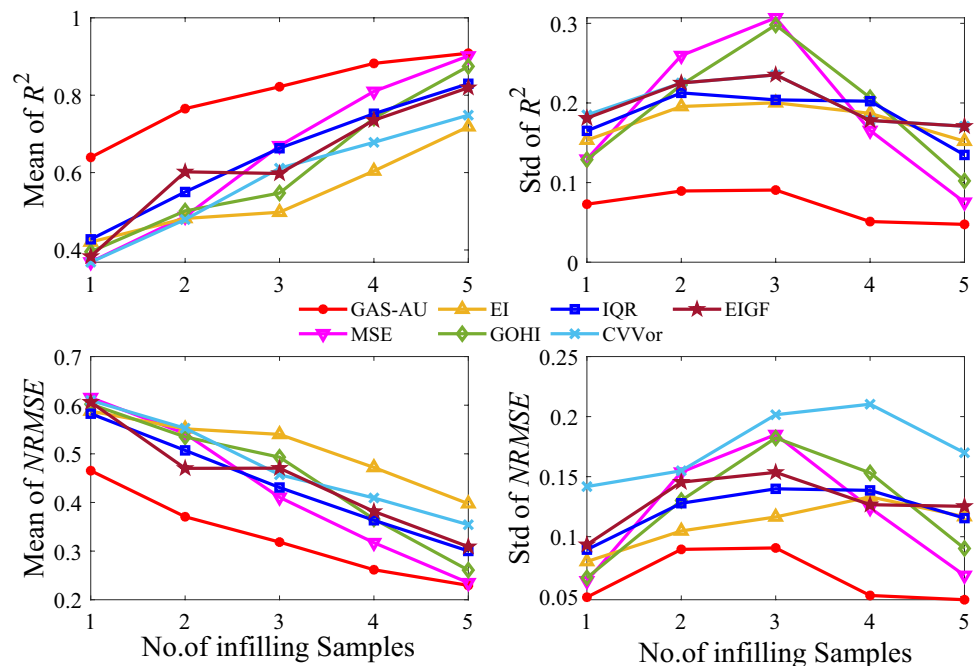 Mean of R²
1
0.8
0.6
0.4
1 2 3 4 5
Std of R²
0.3
0.2
0.1
0
1 2 3 4 5
GAS-AU EI IQR EIGF
MSE GOHI CVVor
Mean of NRMSE
0.7
0.6
0.5
0.4
0.3
0.2
1 2 3 4 5
No.of infilling Samples
Std of NRMSE
0.25
0.2
0.15
0.1
0.05
1 2 3 4 5
No.of infilling Samples